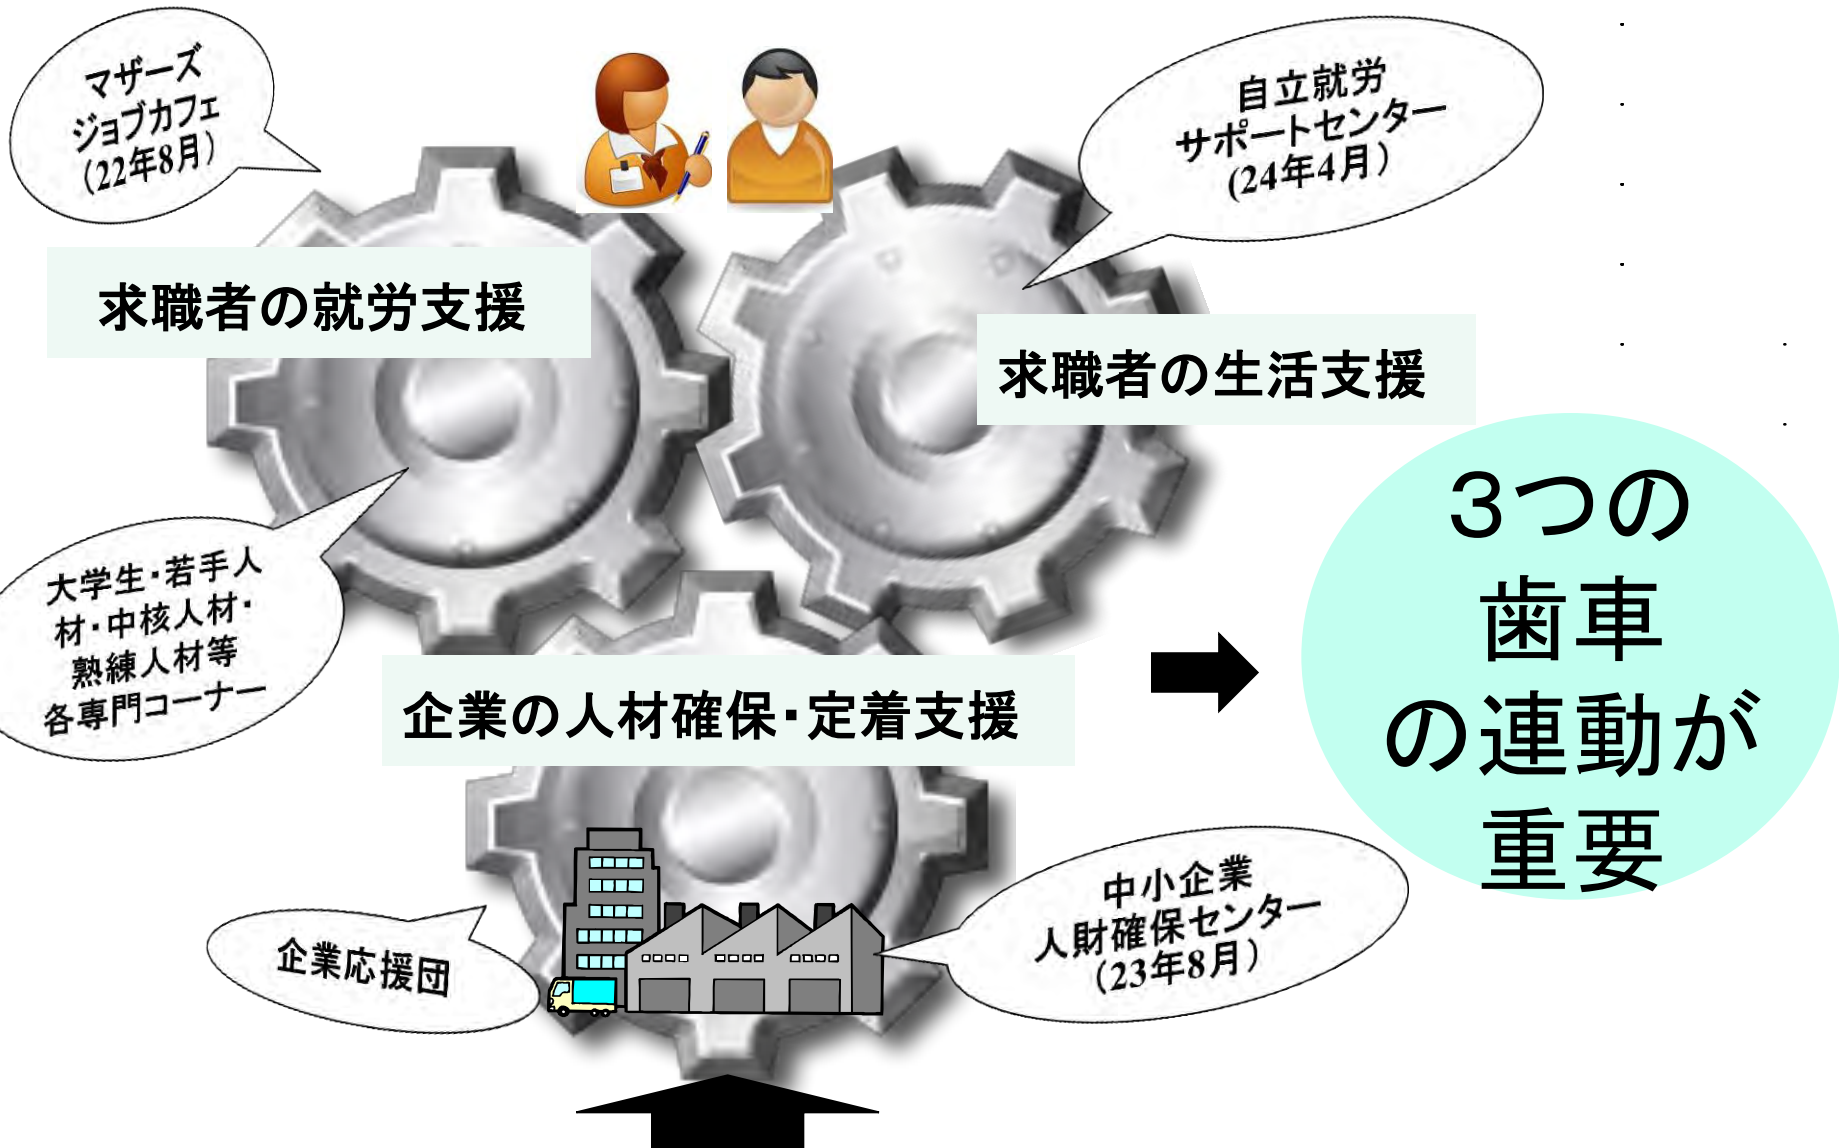 マザーズ
ジョブカフェ
（22年8月）
自立就労
サポートセンター
(24年4月）
求職者の就労支援
求職者の生活支援
大学生・若手人
材・中核人材・
熟練人材等
各専門コーナー
企業の人材確保・定着支援
３つの
歯車
の連動が
重要
企業応援団
中小企業
人財確保センター
（23年8月）